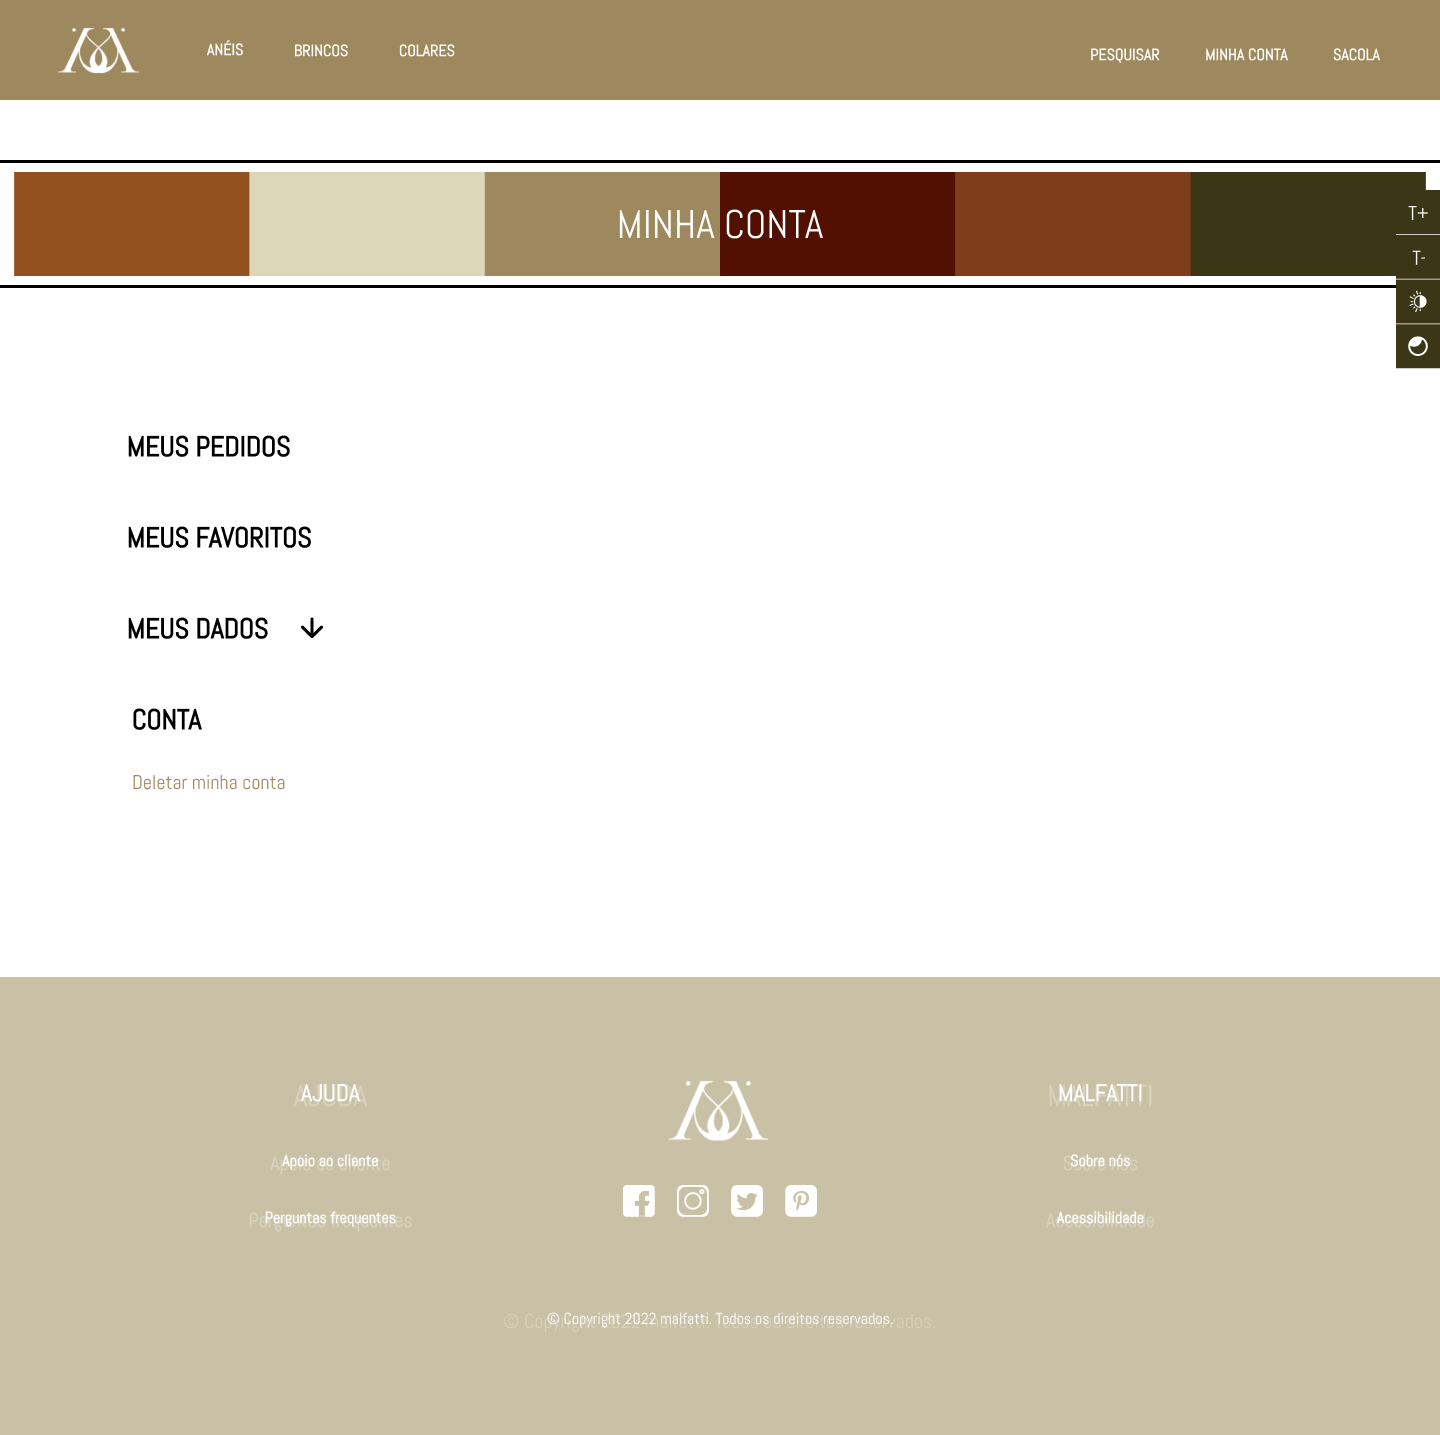 ANÉIS BRINCOS COLARES PESQUISAR MINHA CONTA SACOLA
MINHA CONTA
T+
T-
MEUS PEDIDOS
MEUS FAVORITOS
MEUS DADOS
CONTA
Deletar minha conta
AJUDA
Apoio ao cliente
Perguntas frequentes
MALFATTI
Sobre nós
Acessibilidade
© Copyright 2022 malfatti. Todos os direitos reservados.